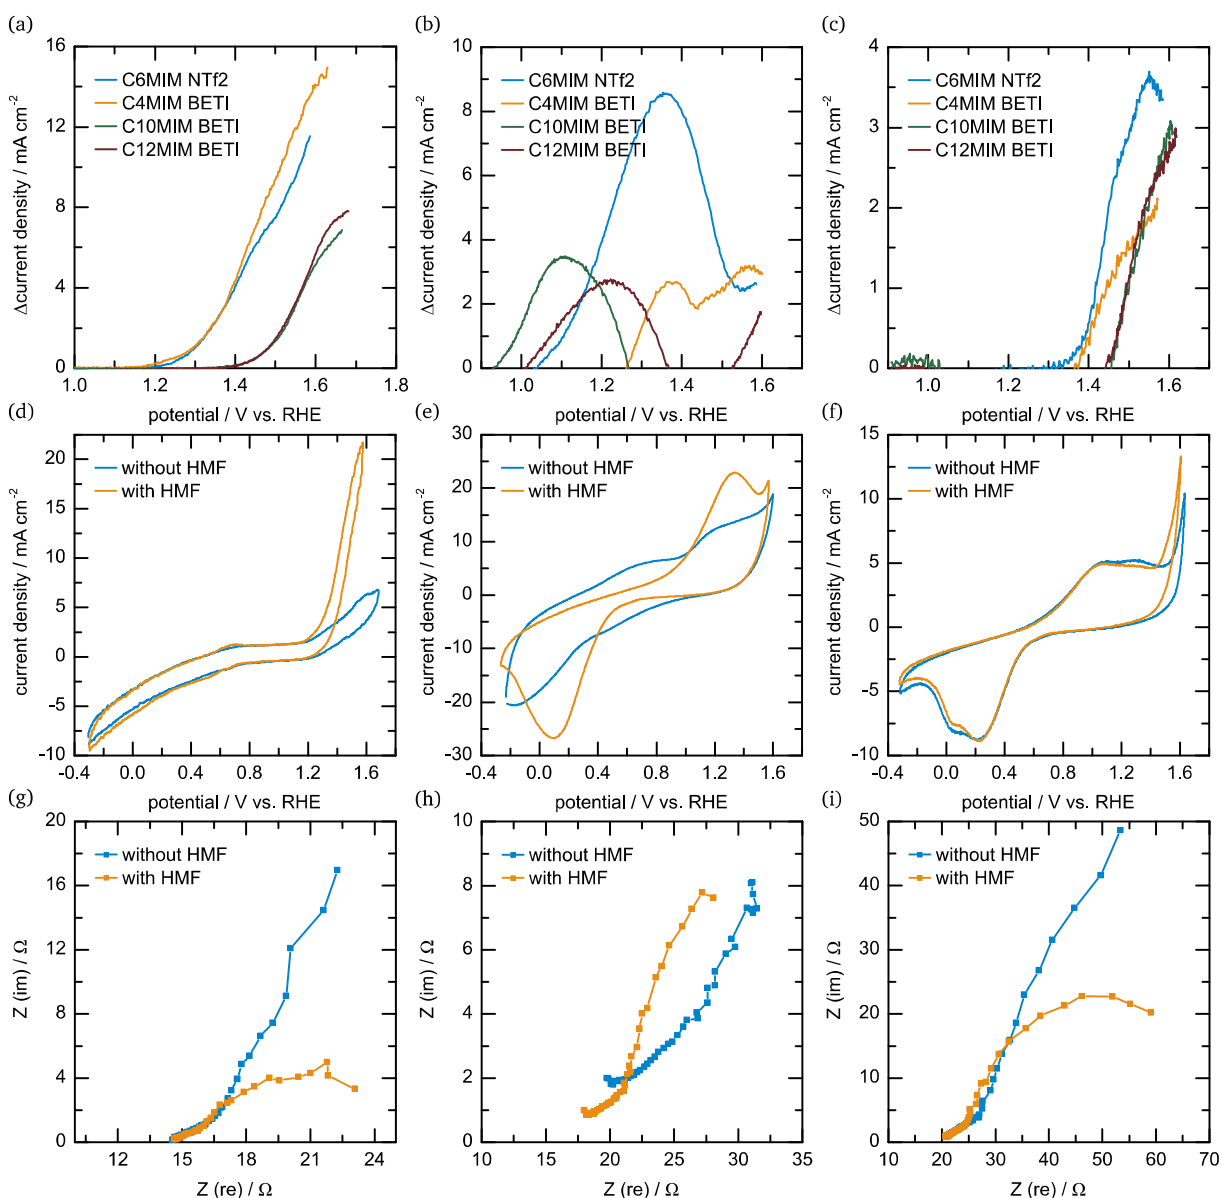 (a)
16
12
8
4
0
1.0
1.2
1.4
1.6
1.8
Δcurrent density / mA cm⁻²
potential / V vs. RHE
C6MIM NTf2
C4MIM BETI
C10MIM BETI
C12MIM BETI
(b)
10
8
6
4
2
0
1.0
1.2
1.4
1.6
Δcurrent density / mA cm⁻²
potential / V vs. RHE
C6MIM NTf2
C4MIM BETI
C10MIM BETI
C12MIM BETI
(c)
4
3
2
1
0
1.0
1.2
1.4
1.6
Δcurrent density / mA cm⁻²
potential / V vs. RHE
C6MIM NTf2
C4MIM BETI
C10MIM BETI
C12MIM BETI
(d)
20
15
10
5
0
-5
-10
-0.4
0.0
0.4
0.8
1.2
1.6
current density / mA cm⁻²
potential / V vs. RHE
without HMF
with HMF
(e)
30
20
10
0
-10
-20
-30
0.0
0.4
0.8
1.2
1.6
current density / mA cm⁻²
potential / V vs. RHE
without HMF
with HMF
(f)
15
10
5
0
-5
-10
-0.4
0.0
0.4
0.8
1.2
1.6
current density / mA cm⁻²
potential / V vs. RHE
without HMF
with HMF
(g)
20
16
12
8
4
0
12
15
18
21
24
Z (im) / Ω
Z (re) / Ω
without HMF
with HMF
(h)
10
8
6
4
2
0
10
15
20
25
30
35
Z (im) / Ω
Z (re) / Ω
without HMF
with HMF
(i)
50
40
30
20
10
0
10
20
30
40
50
60
70
Z (im) / Ω
Z (re) / Ω
without HMF
with HMF